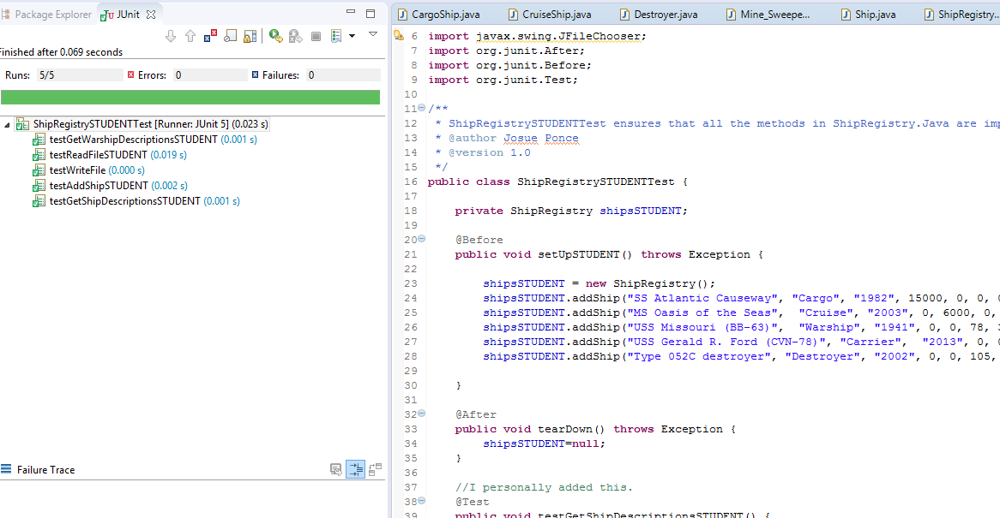 Package Explorer JUnit
Finished after 0.069 seconds
Runs: 5/5 Errors: 0 Failures: 0
ShipRegistrySTUDENTTest [Runner: JUnit 5] (0.023 s)
testGetWarshipDescriptionsSTUDENT (0.001 s)
testReadFileSTUDENT (0.019 s)
testWriteFile (0.000 s)
testAddShipSTUDENT (0.002 s)
testGetShipDescriptionsSTUDENT (0.001 s)
Failure Trace
CargoShip.java CruiseShip.java Destroyer.java Mine_Sweepe... Ship.java ShipRegistry...
6 import javax.swing.JFileChooser;
7 import org.junit.After;
8 import org.junit.Before;
9 import org.junit.Test;
10
11 /**
12 * ShipRegistrySTUDENTTest ensures that all the methods in ShipRegistry.Java are imp
13 * @author Josue Ponce
14 * @version 1.0
15 */
16 public class ShipRegistrySTUDENTTest {
17
18 private ShipRegistry shipsSTUDENT;
19
20 @Before
21 public void setUpSTUDENT() throws Exception {
22
23 shipsSTUDENT = new ShipRegistry();
24 shipsSTUDENT.addShip("SS Atlantic Causeway", "Cargo", "1982", 15000, 0, 0, 0
25 shipsSTUDENT.addShip("MS Oasis of the Seas", "Cruise", "2003", 0, 6000, 0,
26 shipsSTUDENT.addShip("USS Missouri (BB-63)", "Warship", "1941", 0, 0, 78, 3
27 shipsSTUDENT.addShip("USS Gerald R. Ford (CVN-78)", "Carrier", "2013", 0, 0
28 shipsSTUDENT.addShip("Type 052C destroyer", "Destroyer", "2002", 0, 0, 105,
29
30 }
31
32 @After
33 public void tearDown() throws Exception {
34 shipsSTUDENT=null;
35 }
36
37 //I personally added this.
38 @Test
39 public void testGetShipDescriptionsSTUDENT() {